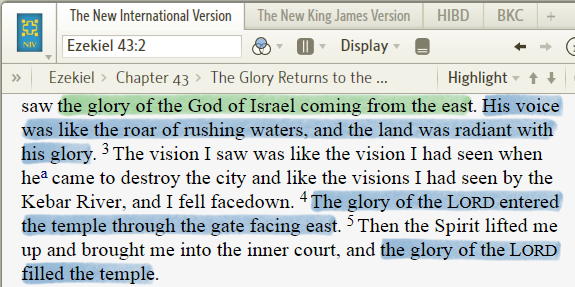 The New International Version The New King James Version HIBD BKC +
NIV
Ezekiel 43:2 Display
» Ezekiel > Chapter 43 > The Glory Returns to the ... Highlight
saw the glory of the God of Israel coming from the east. His voice
was like the roar of rushing waters, and the land was radiant with
his glory. 3 The vision I saw was like the vision I had seen when
heᵃ came to destroy the city and like the visions I had seen by the
Kebar River, and I fell facedown. 4 The glory of the LORD entered
the temple through the gate facing east. 5 Then the Spirit lifted me
up and brought me into the inner court, and the glory of the LORD
filled the temple.